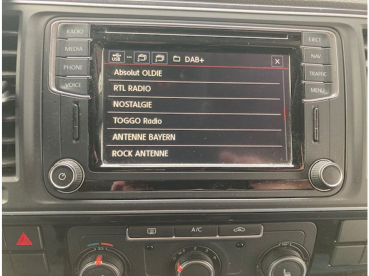 RADIO
MEDIA
PHONE
VOICE
USB
DAB+
X
Absolut OLDIE
RTL RADIO
NOSTALGIE
TOGGO Radio
ANTENNE BAYERN
ROCK ANTENNE
NAV
TRAFFIC
MENU
A/C